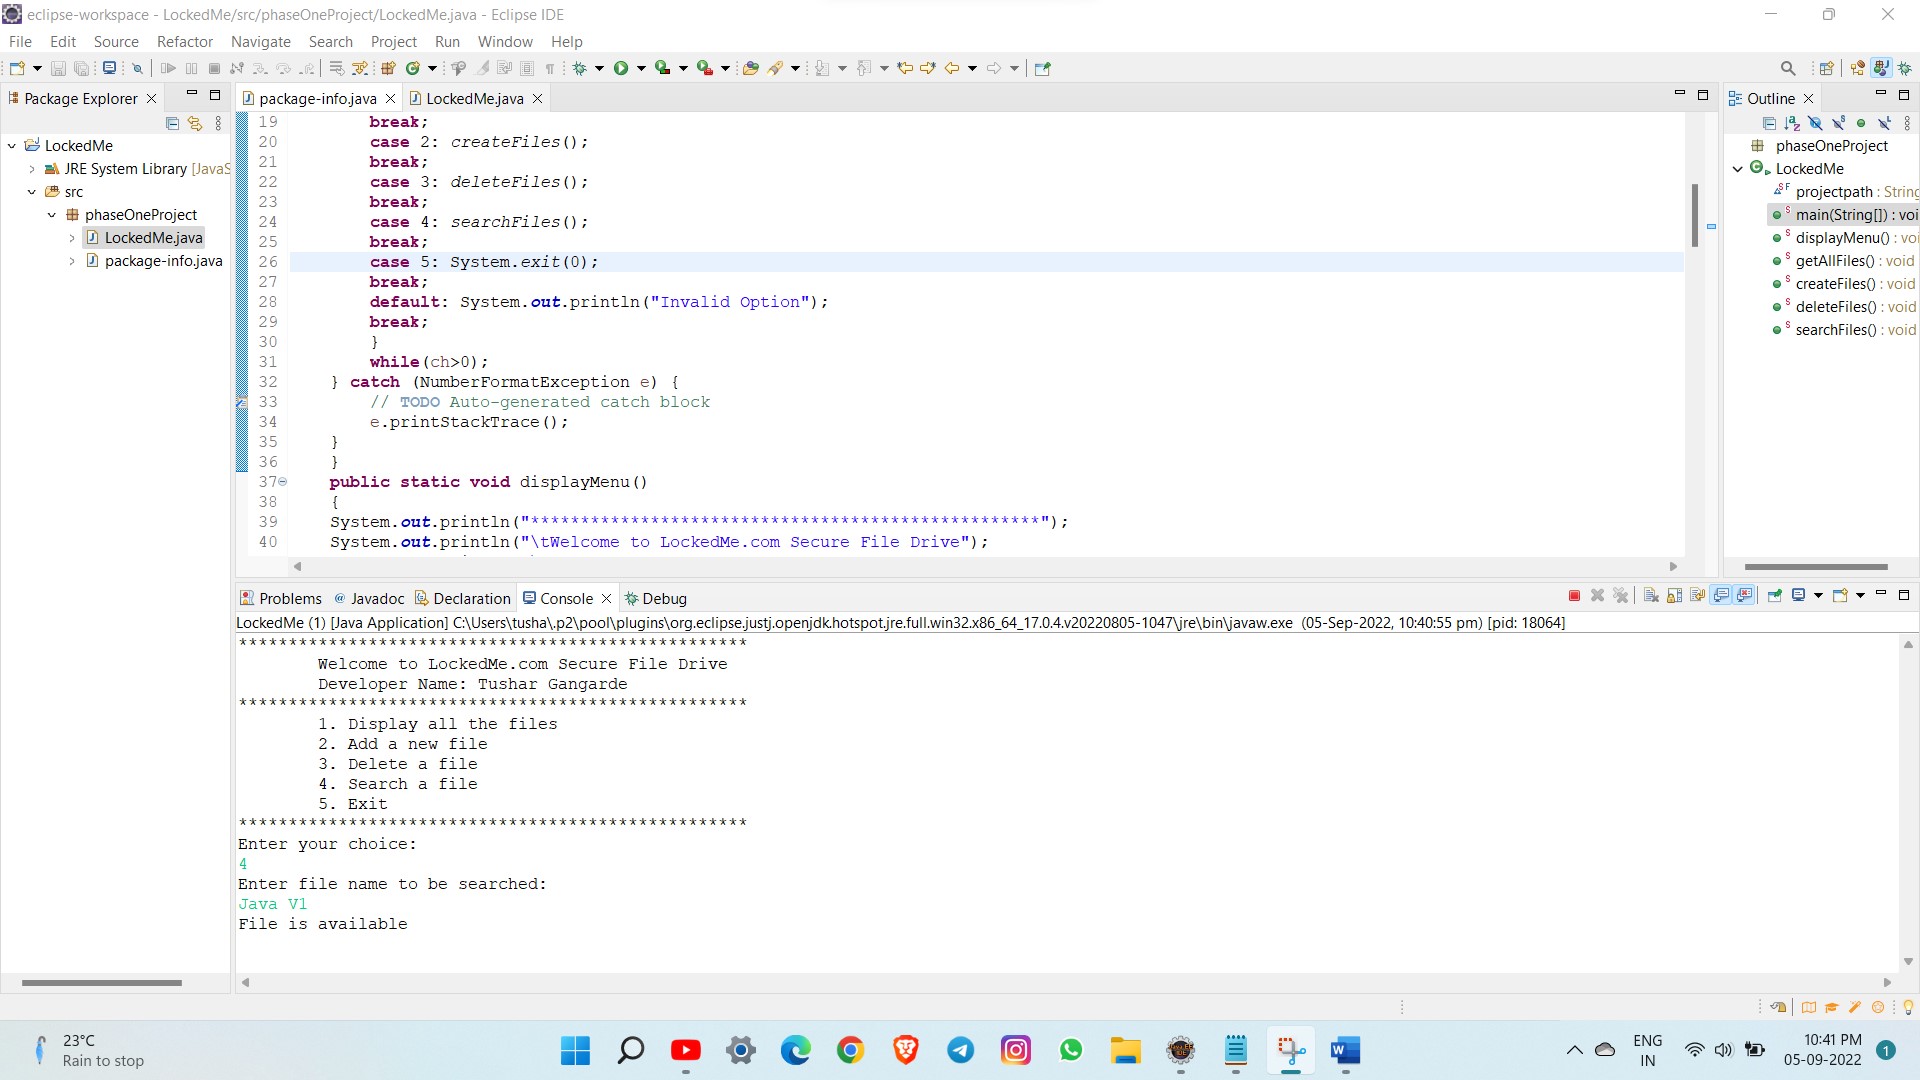 eclipse-workspace - LockedMe/src/phaseOneProject/LockedMe.java - Eclipse IDE
File Edit Source Refactor Navigate Search Project Run Window Help
Package Explorer
LockedMe
JRE System Library [JavaS
src
phaseOneProject
LockedMe.java
package-info.java
package-info.java LockedMe.java
19 break;
20 case 2: createFiles();
21 break;
22 case 3: deleteFiles();
23 break;
24 case 4: searchFiles();
25 break;
26 case 5: System.exit(0);
27 break;
28 default: System.out.println("Invalid Option");
29 break;
30 }
31 while(ch>0);
32 } catch (NumberFormatException e) {
33 // TODO Auto-generated catch block
34 e.printStackTrace();
35 }
36 }
37 public static void displayMenu()
38 {
39 System.out.println("***************************************************");
40 System.out.println("\tWelcome to LockedMe.com Secure File Drive");
Outline
phaseOneProject
LockedMe
projectpath : String
main(String[]) : voi
displayMenu() : voi
getAllFiles() : void
createFiles() : void
deleteFiles() : void
searchFiles() : void
Problems @ Javadoc Declaration Console Debug
LockedMe (1) [Java Application] C:\Users\tusha\.p2\pool\plugins\org.eclipse.justj.openjdk.hotspot.jre.full.win32.x86_64_17.0.4.v20220805-1047\jre\bin\javaw.exe (05-Sep-2022, 10:40:55 pm) [pid: 18064]
***************************************************
Welcome to LockedMe.com Secure File Drive
Developer Name: Tushar Gangarde
***************************************************
1. Display all the files
2. Add a new file
3. Delete a file
4. Search a file
5. Exit
***************************************************
Enter your choice:
4
Enter file name to be searched:
Java V1
File is available
23°C
Rain to stop
ENG
IN
10:41 PM
05-09-2022
1